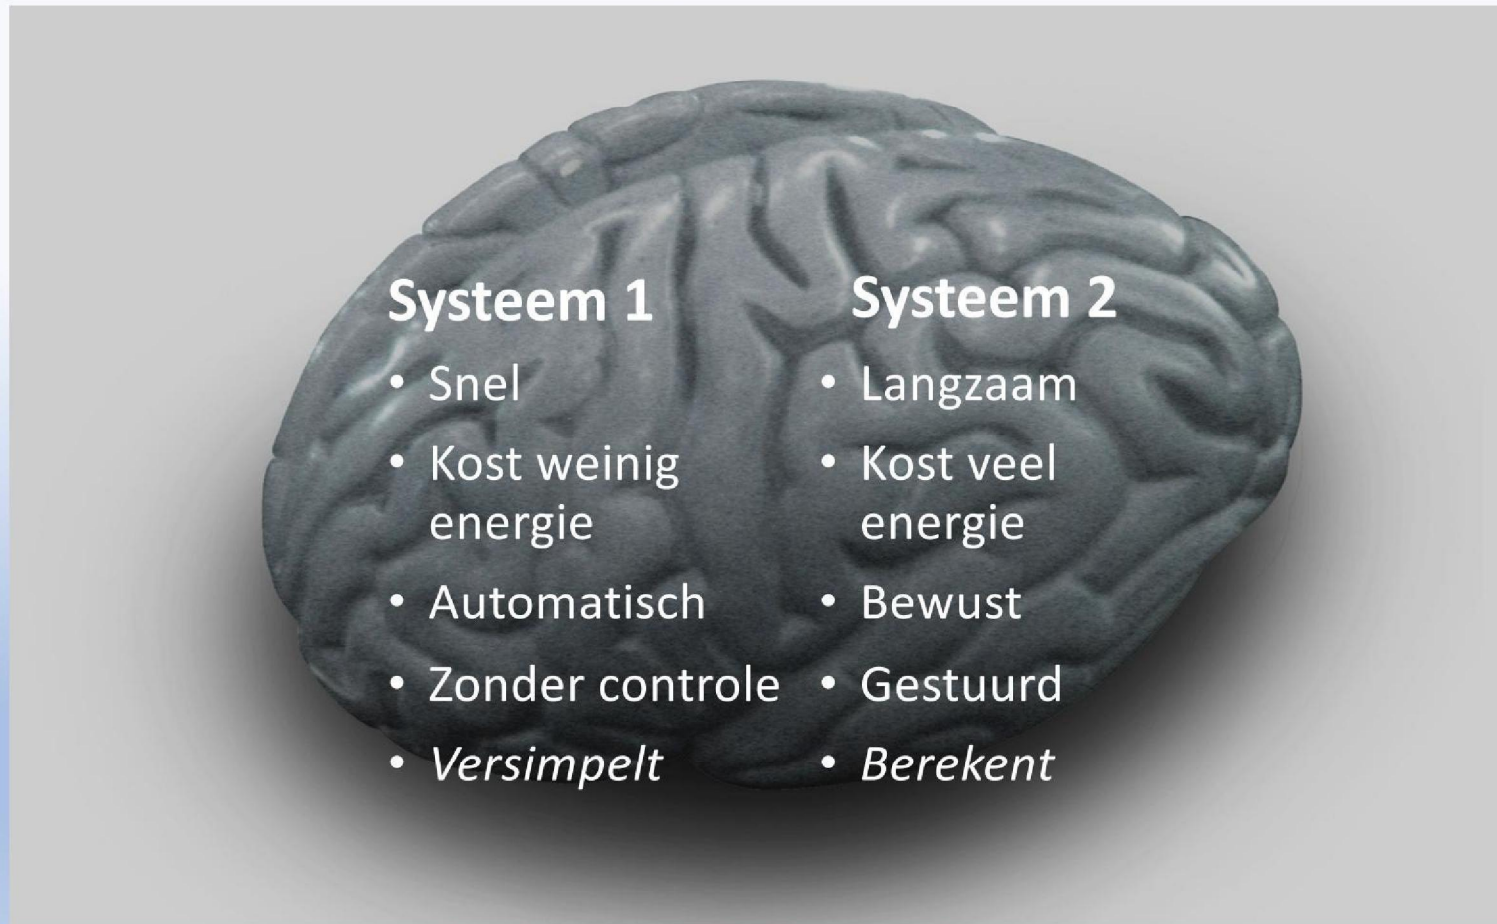 Systeem 1
• Snel
• Kost weinig
energie
• Automatisch
• Zonder controle
• Versimpelt
Systeem 2
• Langzaam
• Kost veel
energie
• Bewust
• Gestuurd
• Berekent